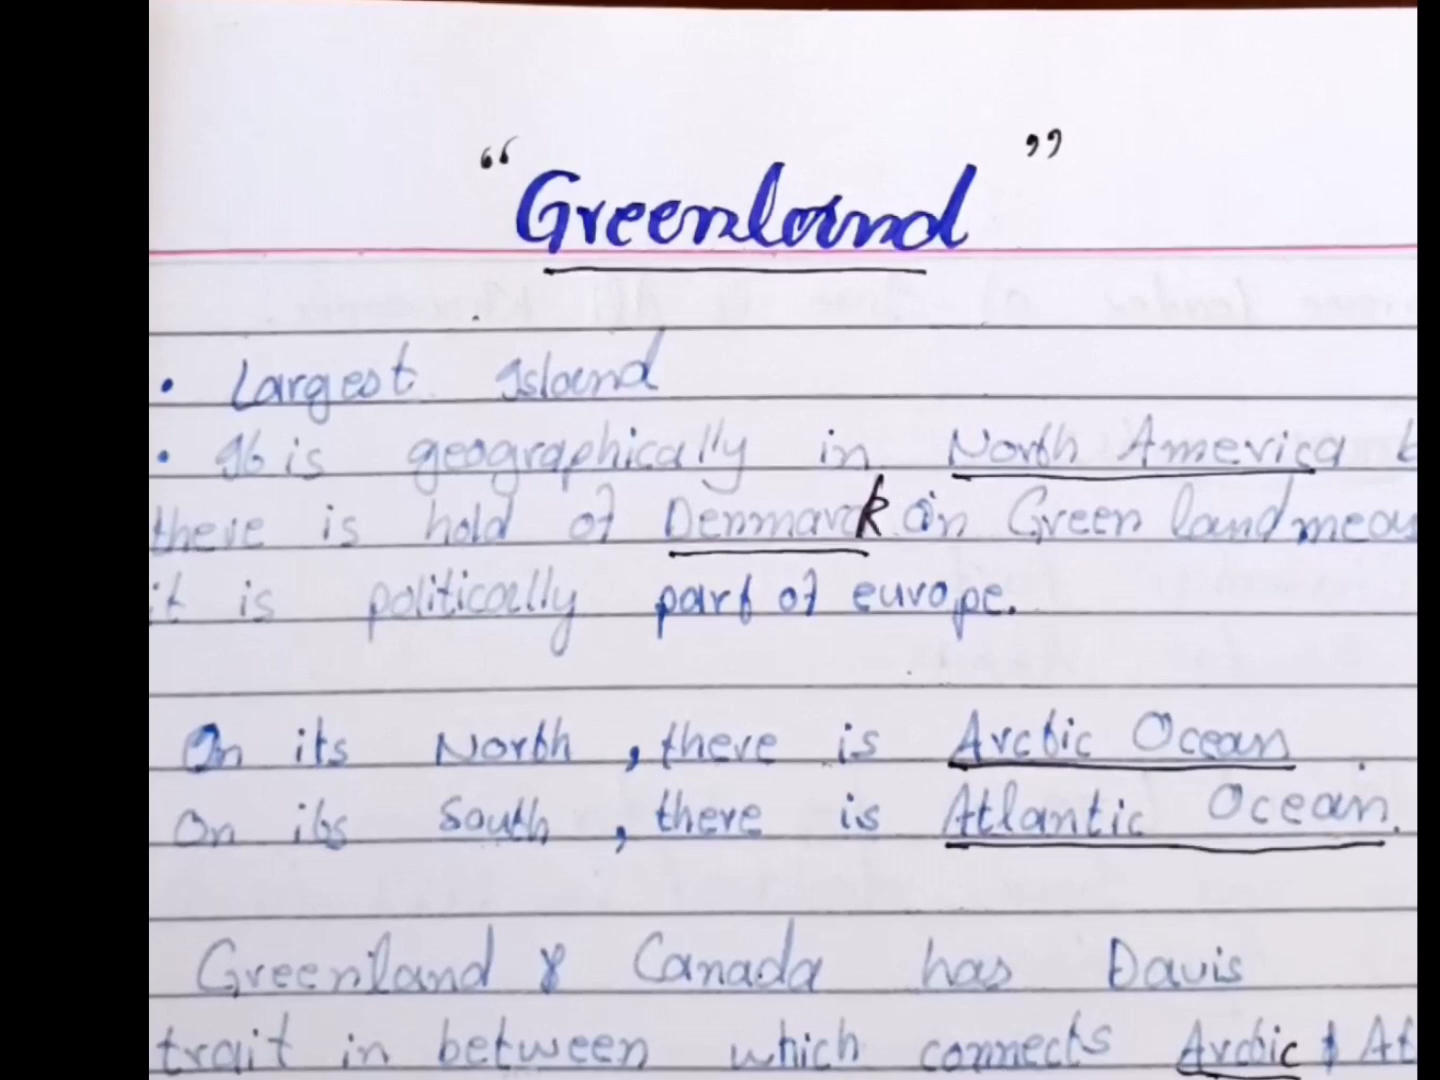 “Greenland”
• Largest Island
• It is geographically in North America
there is hold of Denmark in Greenland
it is politically part of europe.
On its North, there is Arctic Ocean
On its South, there is Atlantic Ocean.
Greenland & Canada has Davis
trait in between which connects Arctic & At